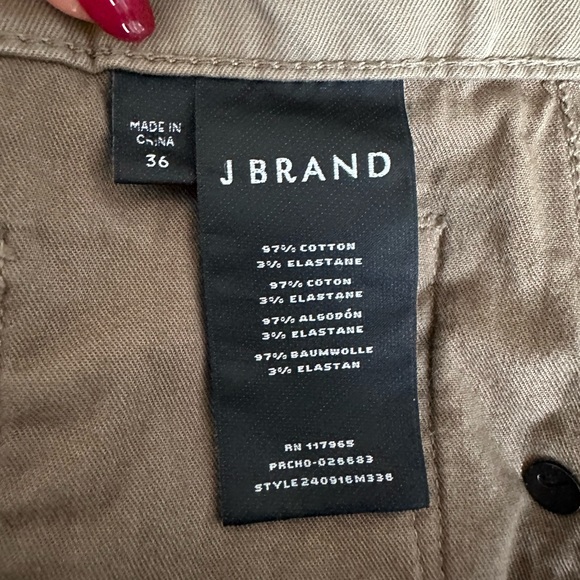 MADE IN
CHINA
36
J BRAND
97% COTTON
3% ELASTANE
97% COTON
3% ELASTANE
97% ALGODÓN
3% ELASTANE
97% BAUMWOLLE
3% ELASTAN
RN 117965
PRCHO-026683
STYLE240916M336